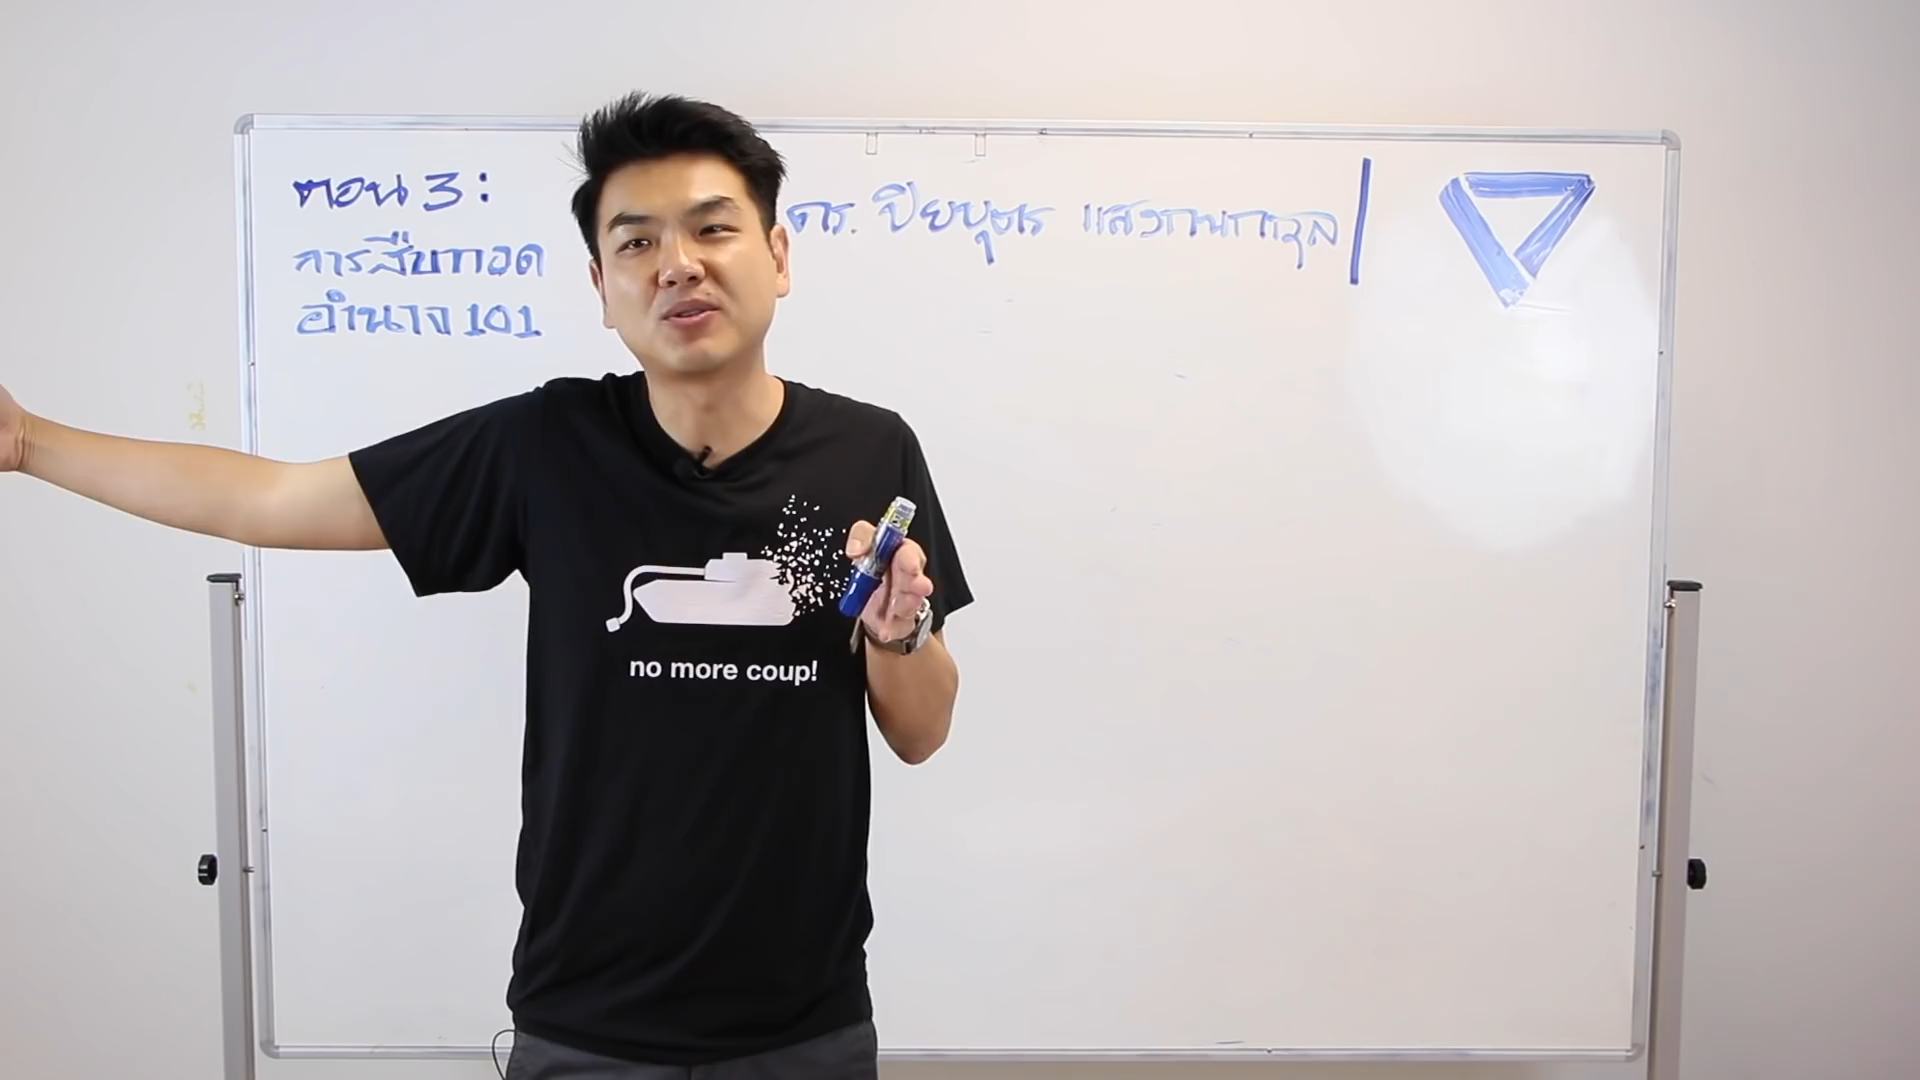 ตอน 3:
การสืบทอด
อำนาจ 101
ดร. ปิยบุตร แสงกนกกุล
no more coup!